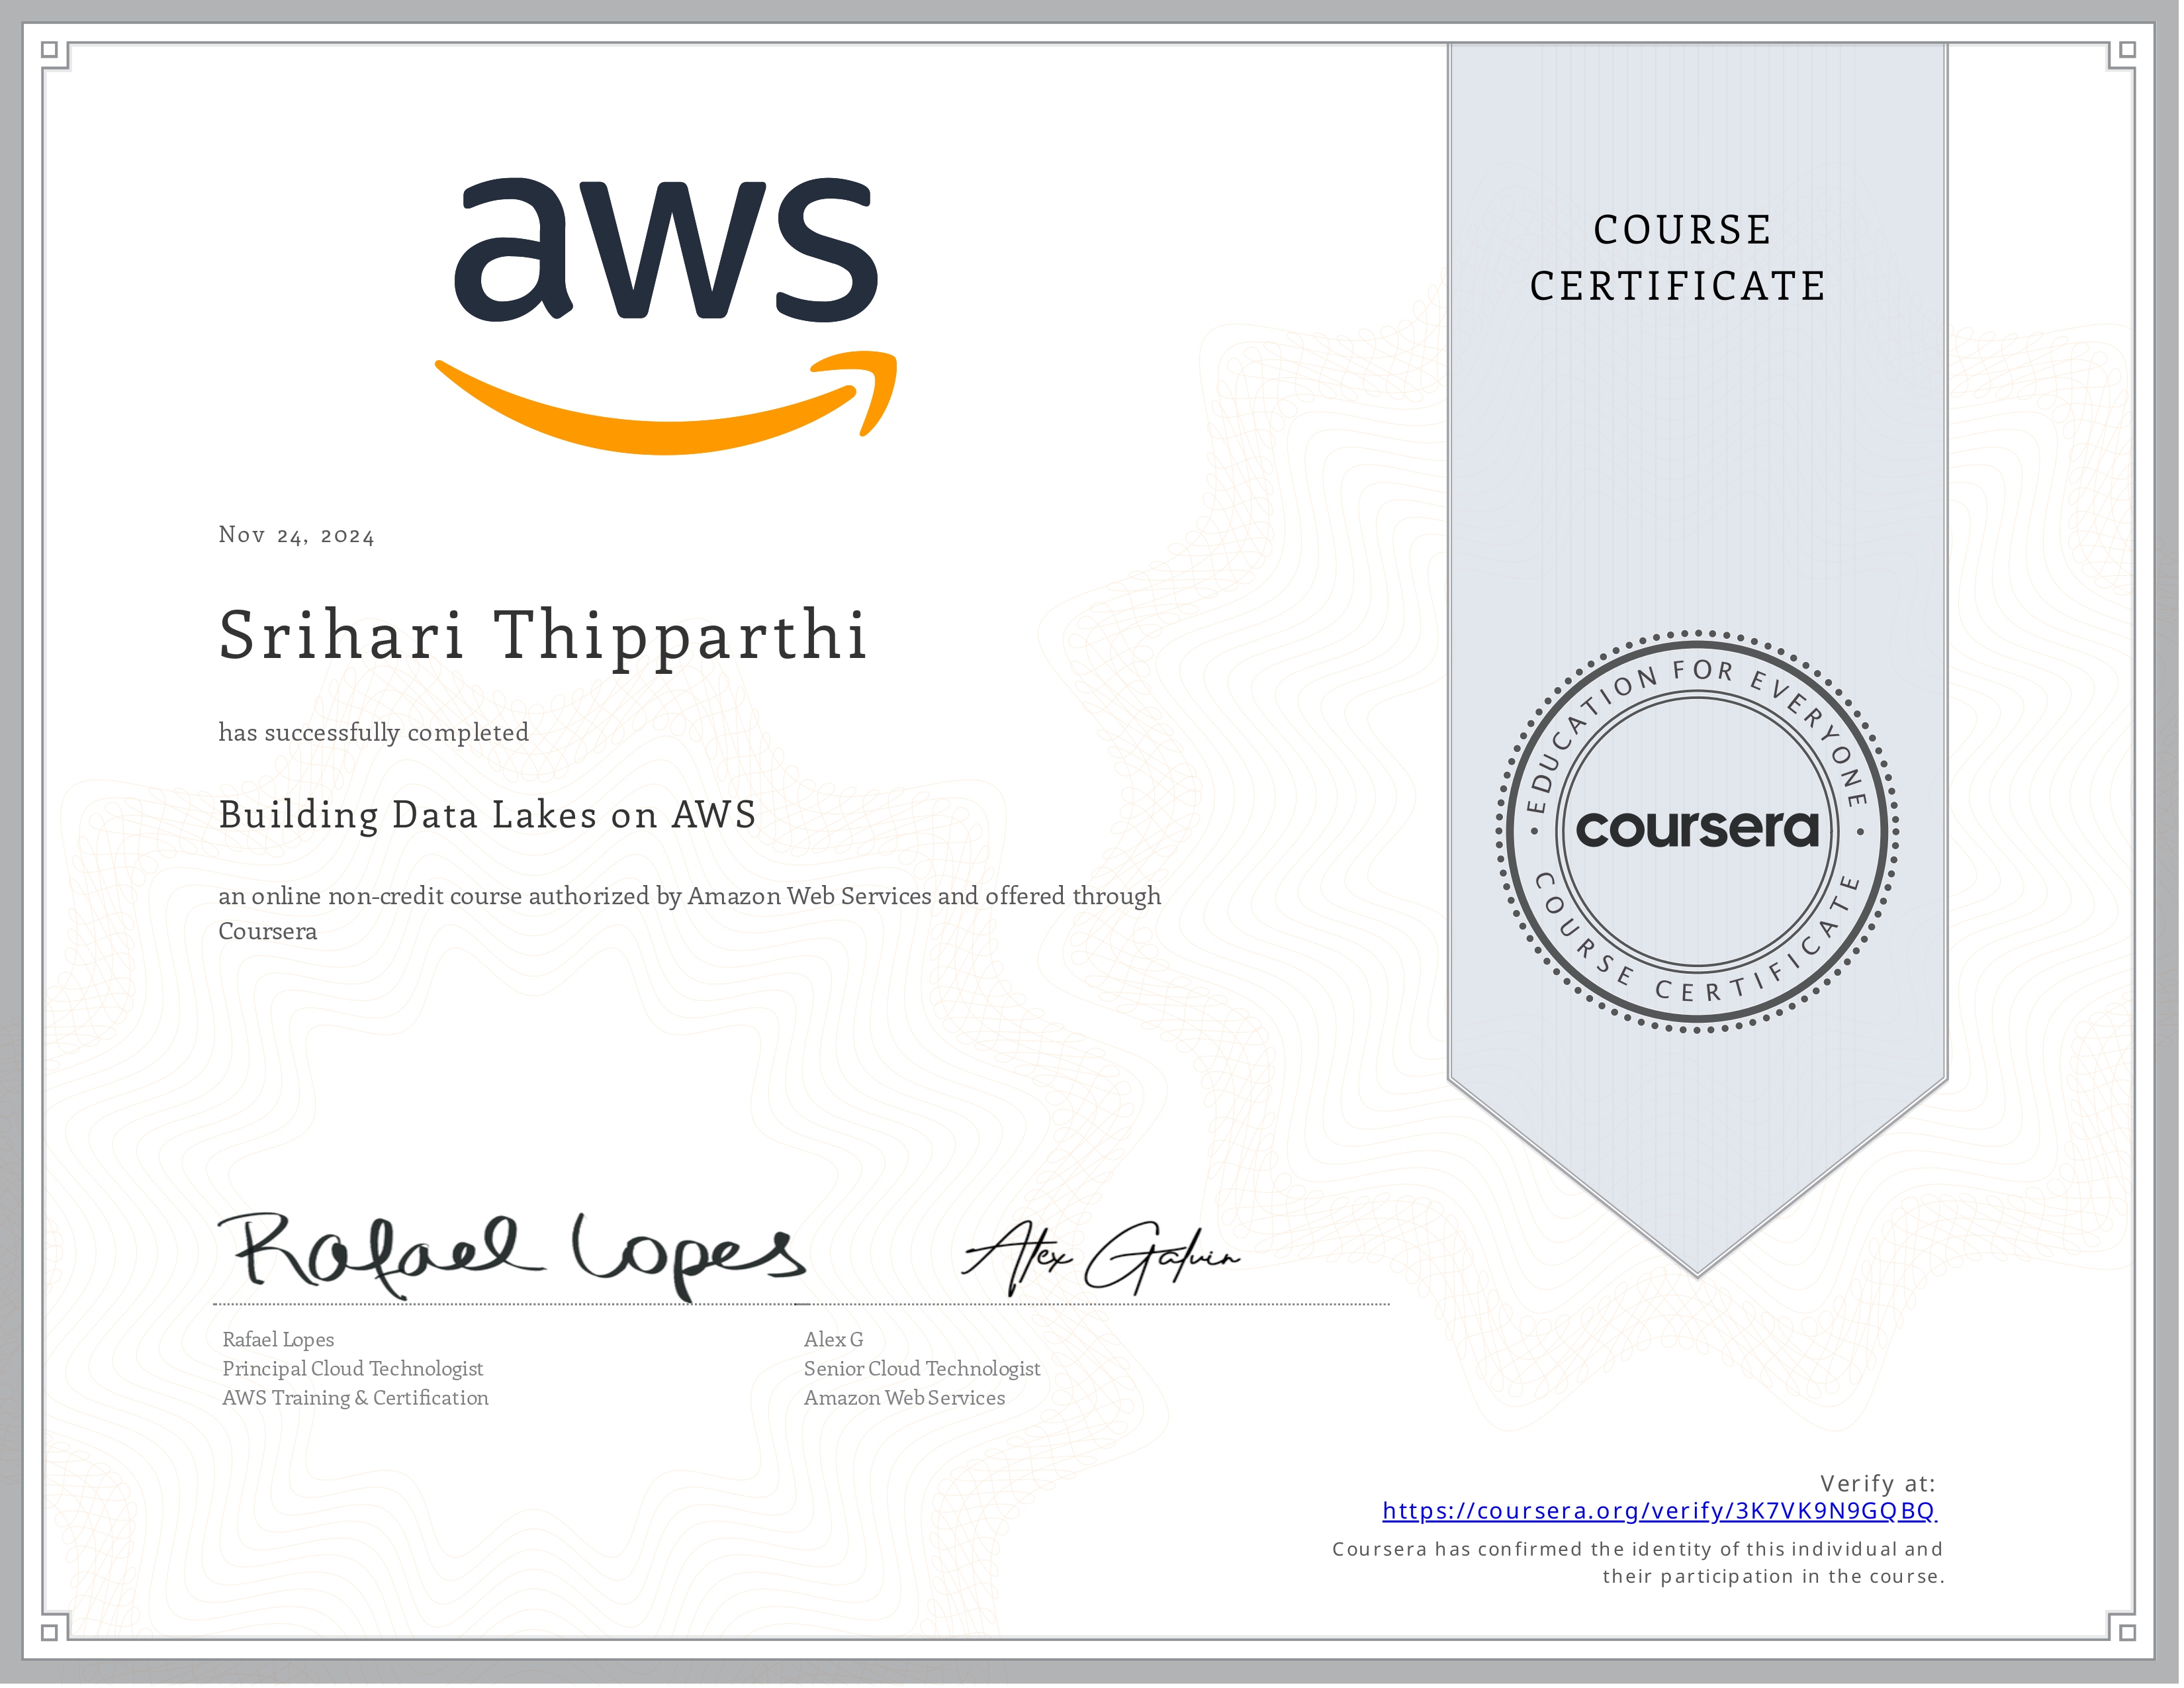 aws
COURSE
CERTIFICATE
Nov 24, 2024
Srihari Thipparthi
has successfully completed
Building Data Lakes on AWS
an online non-credit course authorized by Amazon Web Services and offered through
Coursera
EDUCATION FOR EVERYONE
coursera
COURSE CERTIFICATE
Rafael Lopes
Alex Galvin
Rafael Lopes
Principal Cloud Technologist
AWS Training & Certification
Alex G
Senior Cloud Technologist
Amazon Web Services
Verify at:
https://coursera.org/verify/3K7VK9N9GQBQ
Coursera has confirmed the identity of this individual and
their participation in the course.